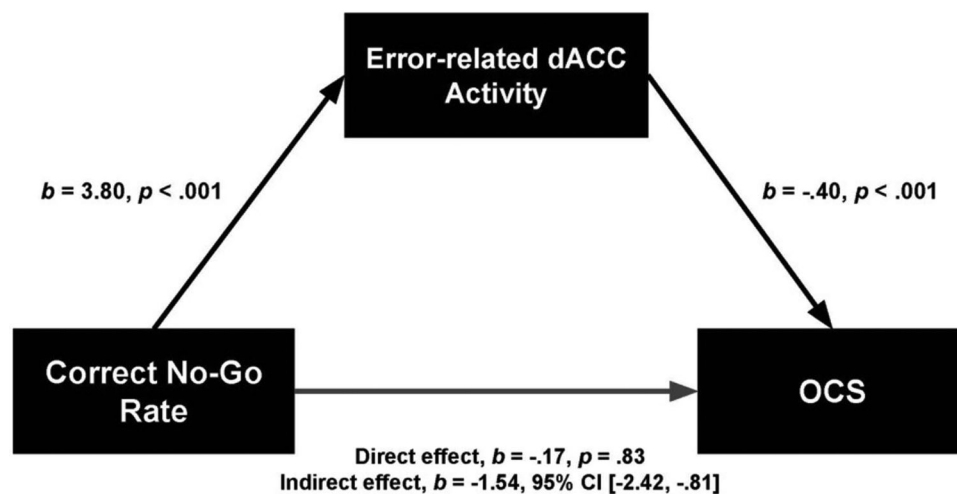 Error-related dACC
Activity
b = 3.80, p < .001
b = -.40, p < .001
Correct No-Go
Rate
OCS
Direct effect, b = -.17, p = .83
Indirect effect, b = -1.54, 95% CI [-2.42, -.81]